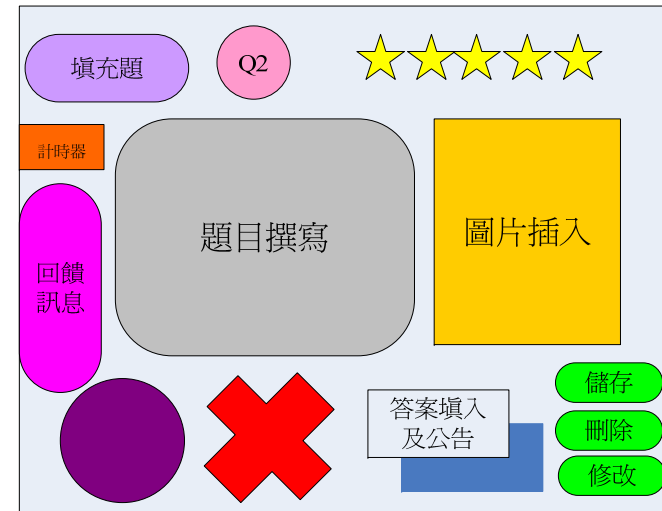 填充題
Q2
計時器
題目撰寫
圖片插入
回饋
訊息
儲存
答案填入
及公告
刪除
修改